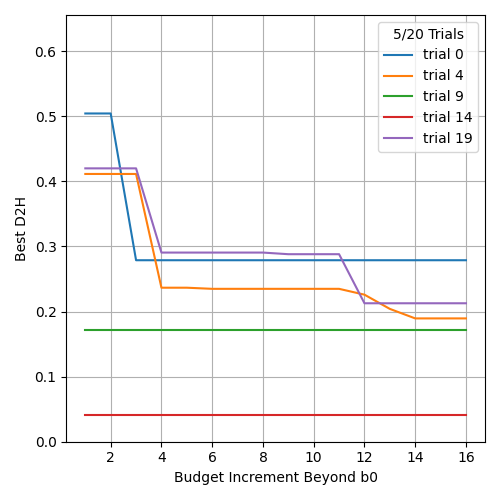 5/20 Trials
trial 0
trial 4
trial 9
trial 14
trial 19
Best D2H
0.6
0.5
0.4
0.3
0.2
0.1
0.0
2 4 6 8 10 12 14 16
Budget Increment Beyond b0